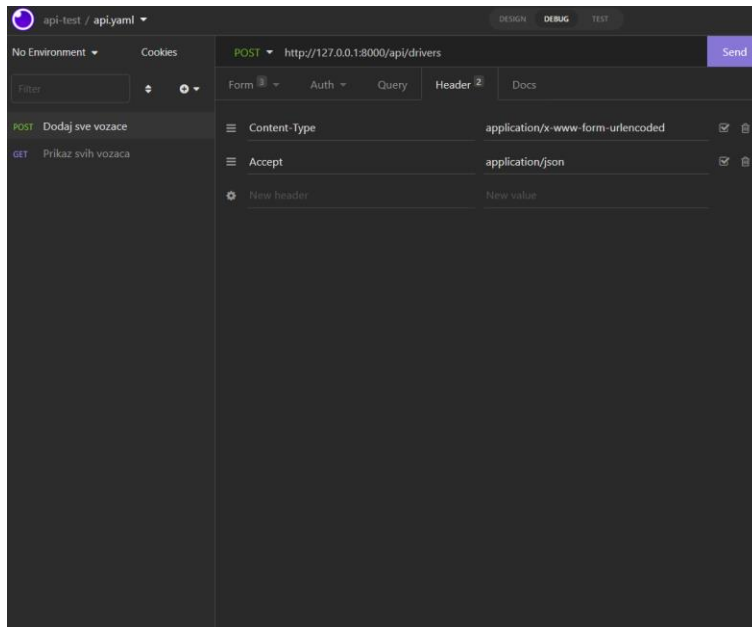 api-test / api.yaml
DESIGN DEBUG TEST
No Environment Cookies
POST http://127.0.0.1:8000/api/drivers Send
Filter
Form 3 Auth Query Header 2 Docs
POST Dodaj sve vozace
GET Prikaz svih vozaca
Content-Type application/x-www-form-urlencoded
Accept application/json
New header New value